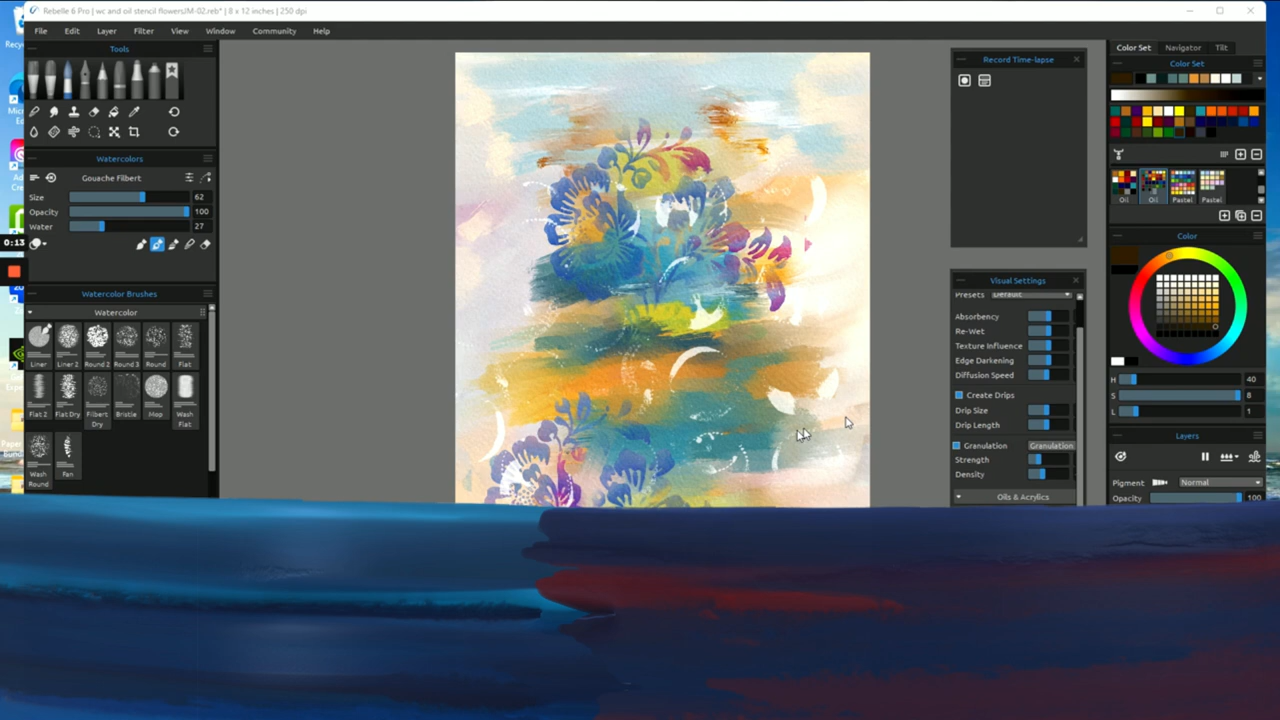 Rebelle 6 Pro | wc and oil stencil flowersJM-02.reb* | 8 x 12 inches | 250 dpi
File Edit Layer Filter View Window Community Help
Tools
Watercolors
Gouache Filbert
Size 62
Opacity 100
Water 27
0:13
Watercolor Brushes
Watercolor
Liner Liner 2 Round 2 Round 3 Round Flat
Flat 2 Flat Dry Filbert Dry Bristle Mop Wash Flat
Wash Round Fan
Record Time-lapse
Visual Settings
Presets Default
Absorbency
Re-Wet
Texture Influence
Edge Darkening
Diffusion Speed
Create Drips
Drip Size
Drip Length
Granulation Granulation
Strength
Density
Oils & Acrylics
Color Set Navigator Tilt
Color Set
Oil Oil Pastel Pastel
Color
H 40
S 8
L 1
Layers
Pigment Normal
Opacity 100